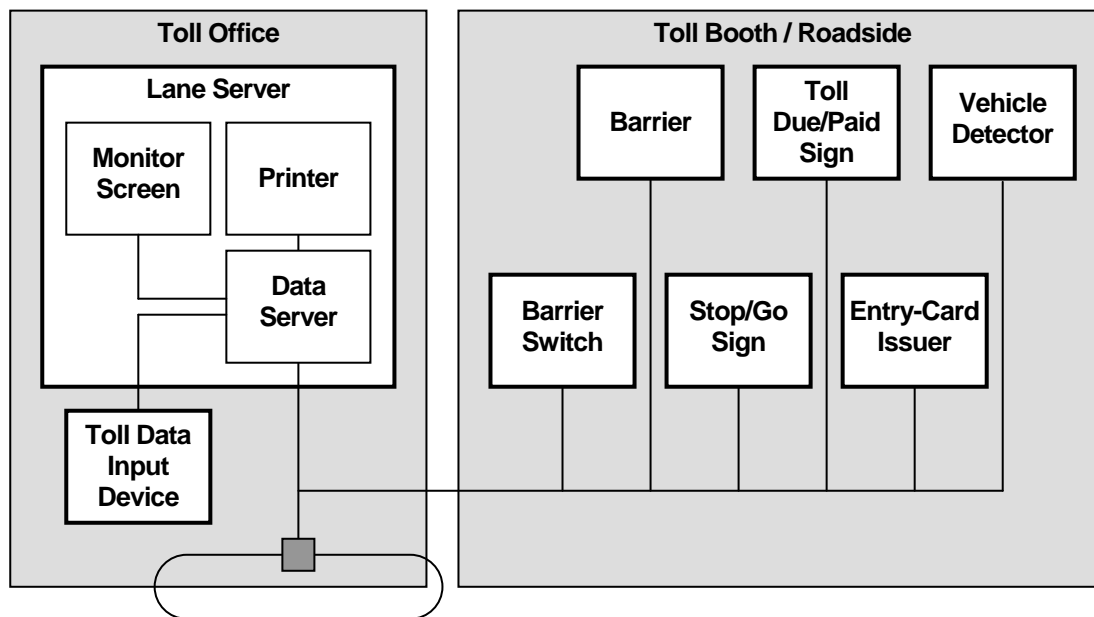 Toll Office
Lane Server
Monitor
Screen
Printer
Data
Server
Toll Data
Input
Device
Toll Booth / Roadside
Barrier
Toll
Due/Paid
Sign
Vehicle
Detector
Barrier
Switch
Stop/Go
Sign
Entry-Card
Issuer